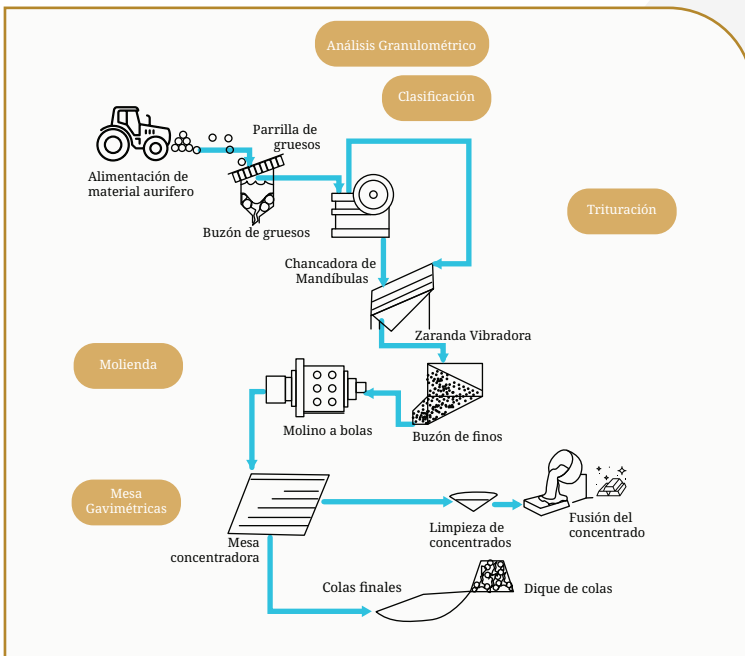 Análisis Granulométrico
Clasificación
Parrilla de
gruesos
Alimentación de
material aurifero
Trituración
Buzón de gruesos
Chancadora de
Mandíbulas
Zaranda Vibradora
Molienda
Molino a bolas
Buzón de finos
Mesa
Gavimétricas
Mesa
concentradora
Limpieza de
concentrados
Fusión del
concentrado
Colas finales
Dique de colas